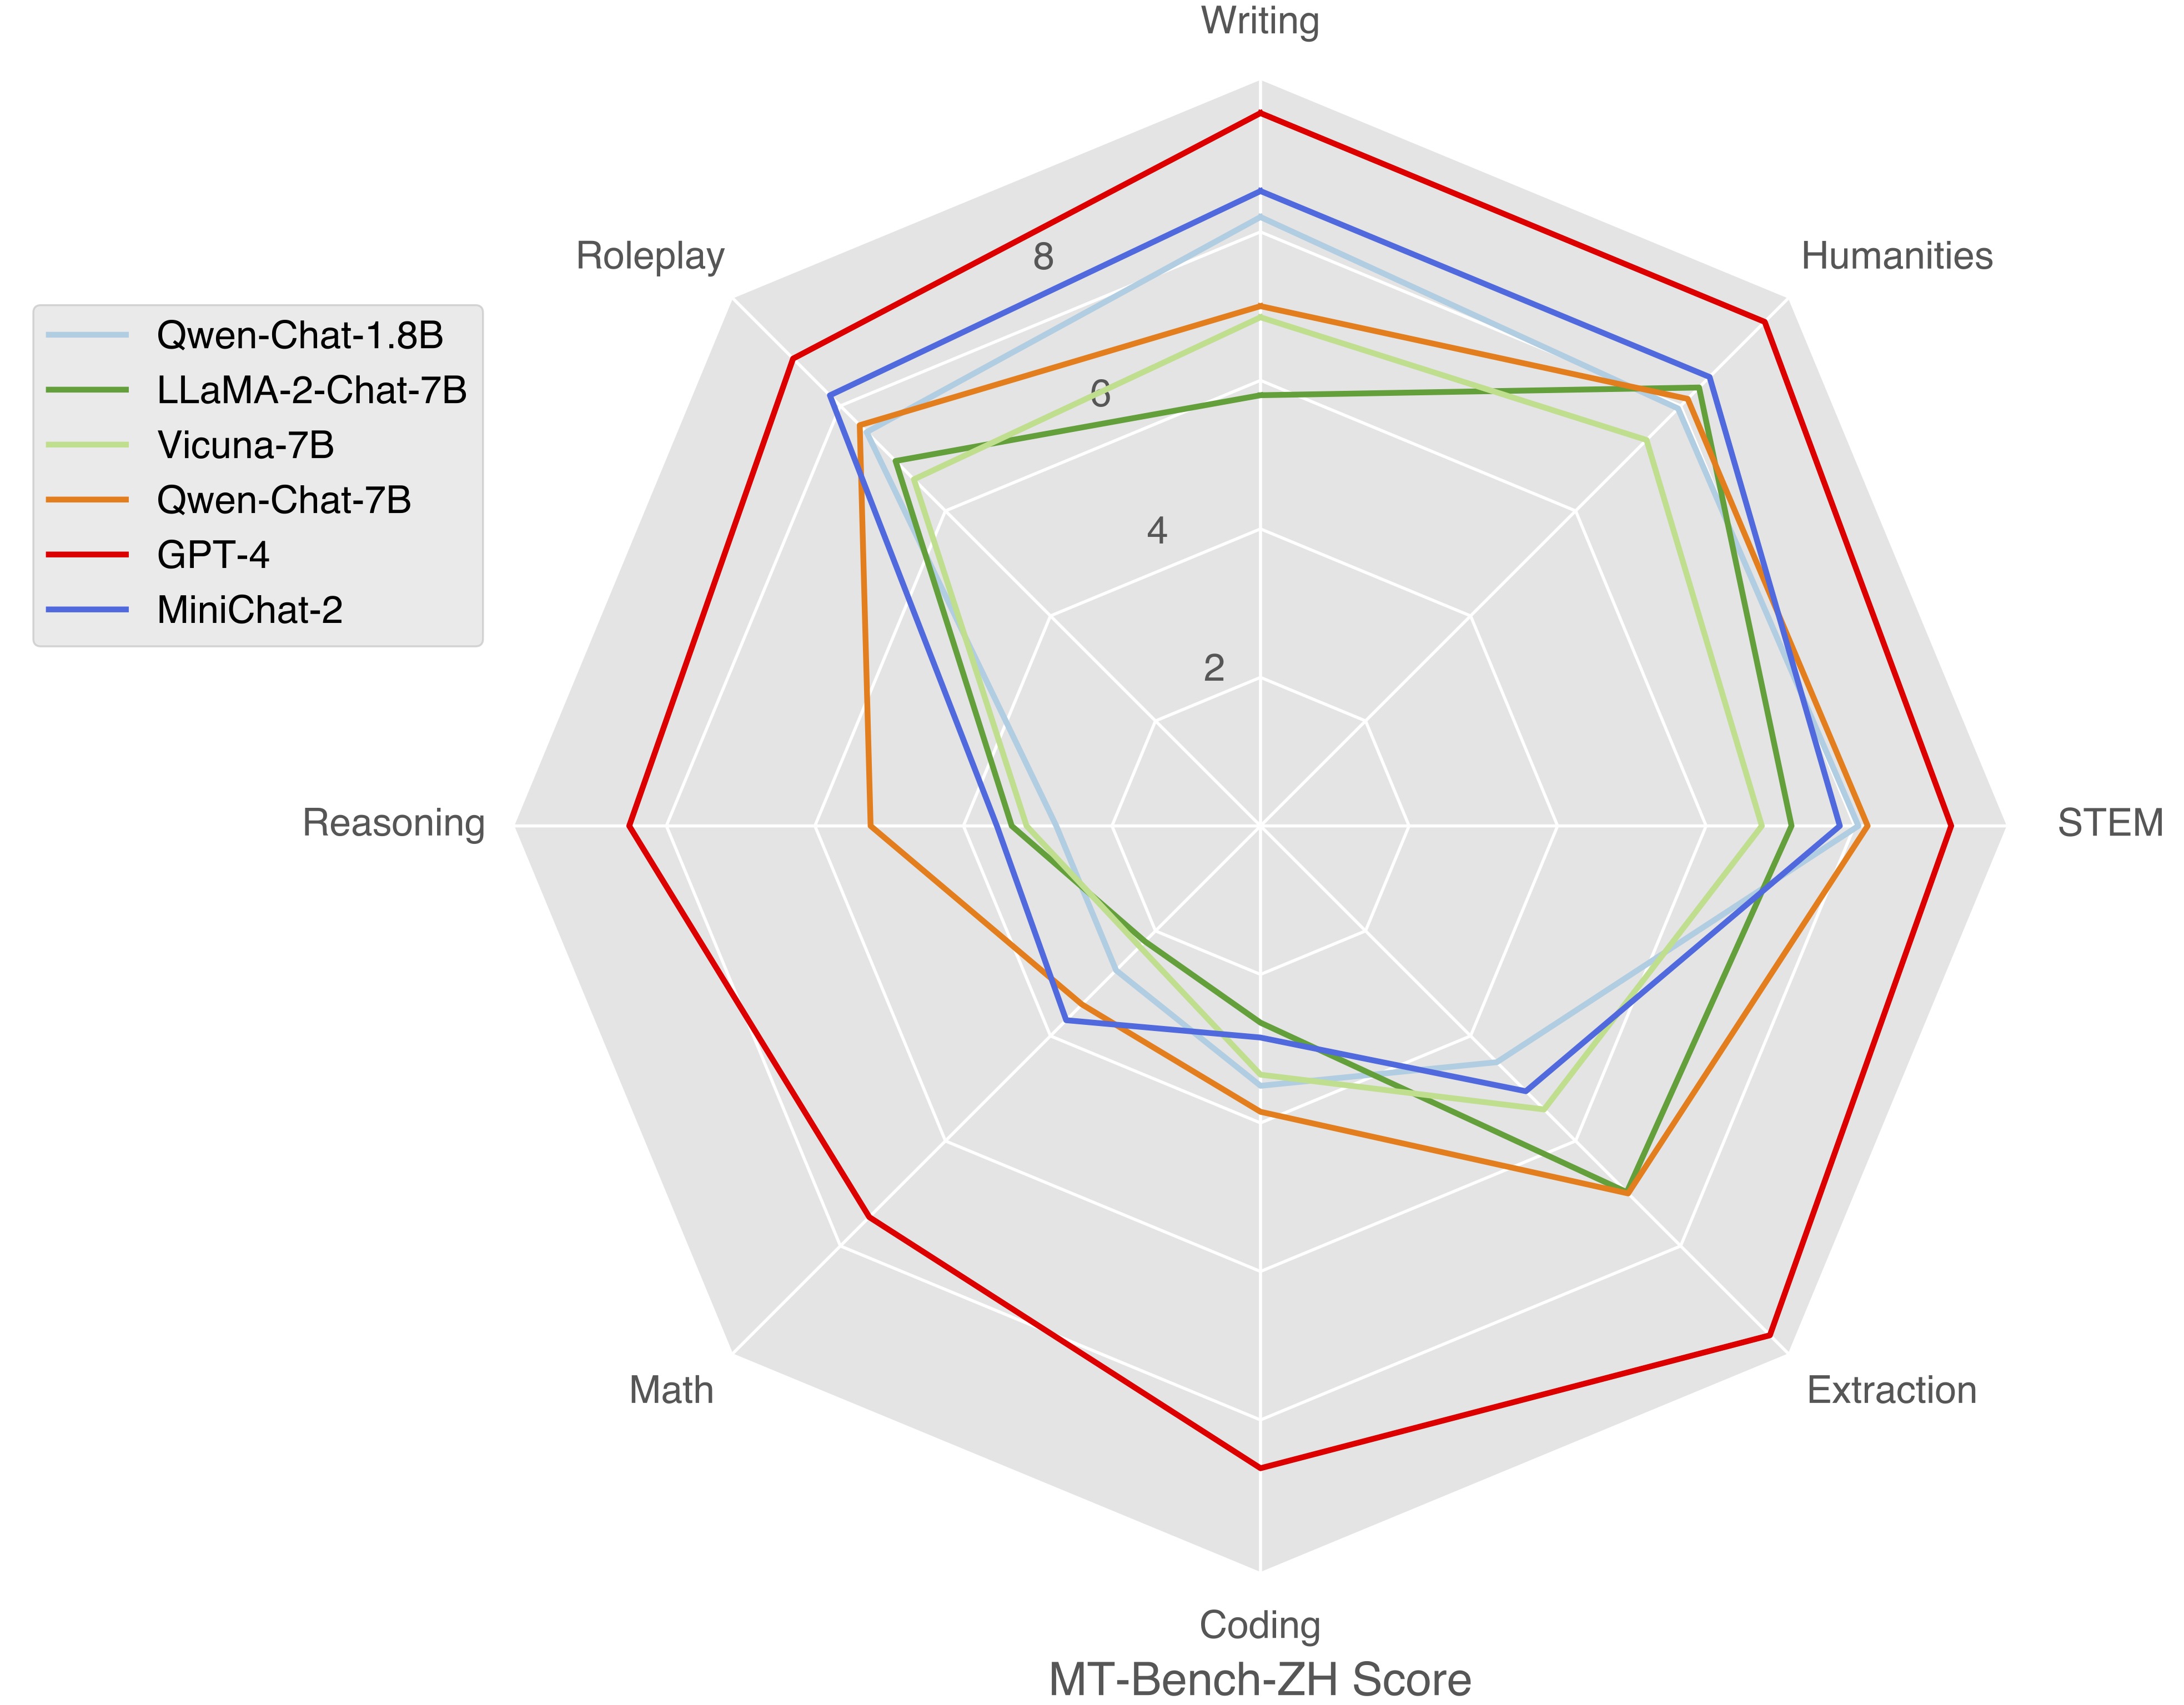 Writing
Roleplay
8
Humanities
Qwen-Chat-1.8B
LLaMA-2-Chat-7B
6
Vicuna-7B
Qwen-Chat-7B
4
GPT-4
MiniChat-2
2
Reasoning
STEM
Math
Extraction
Coding
MT-Bench-ZH Score